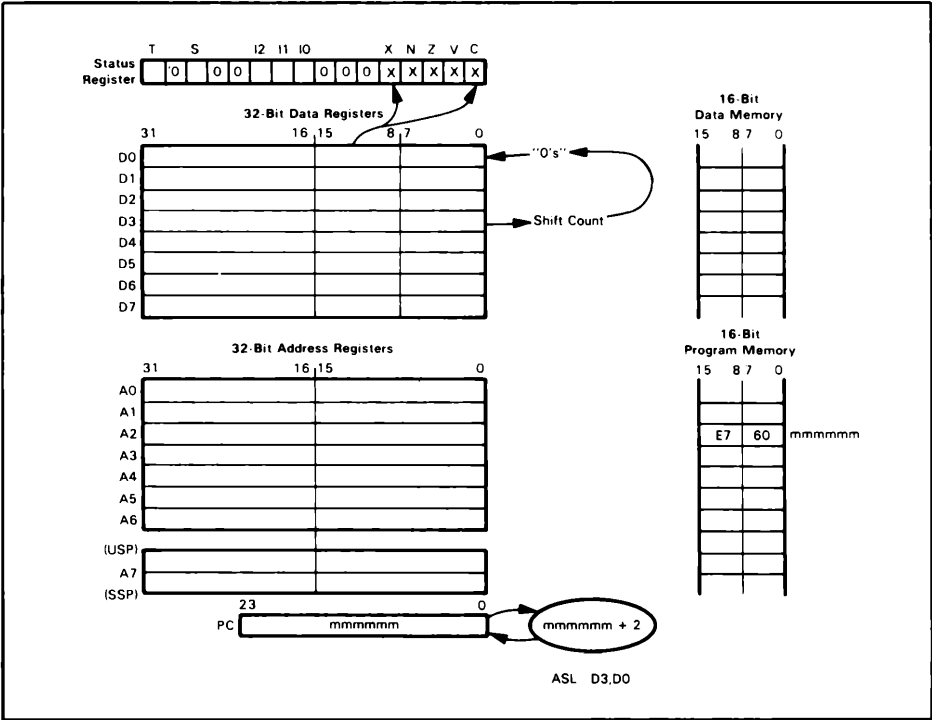 T S I2 I1 I0 X N Z V C
Status
Register
0 0 0 0 0 0 X X X X X
32-Bit Data Registers
31 16 15 8 7 0
D0
D1
D2
D3
D4
D5
D6
D7
"0's"
Shift Count
16-Bit
Data Memory
15 8 7 0
32-Bit Address Registers
31 16 15 0
A0
A1
A2
A3
A4
A5
A6
(USP)
A7
(SSP)
16-Bit
Program Memory
15 8 7 0
E7 60 mmmmmm
23 0
PC mmmmmm
mmmmmm + 2
ASL D3,D0